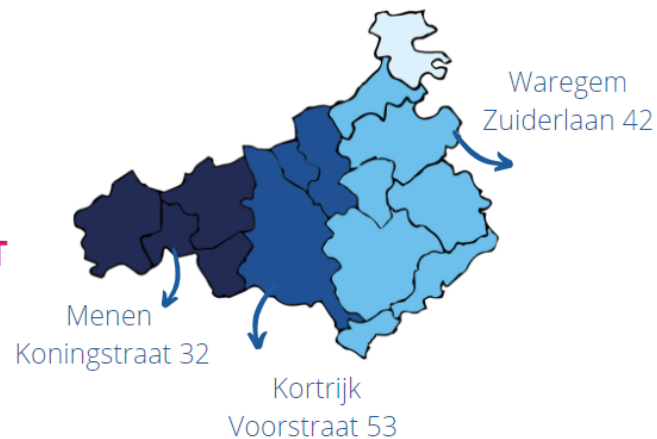 Waregem
Zuiderlaan 42
T
Menen
Koningstraat 32
Kortrijk
Voorstraat 53